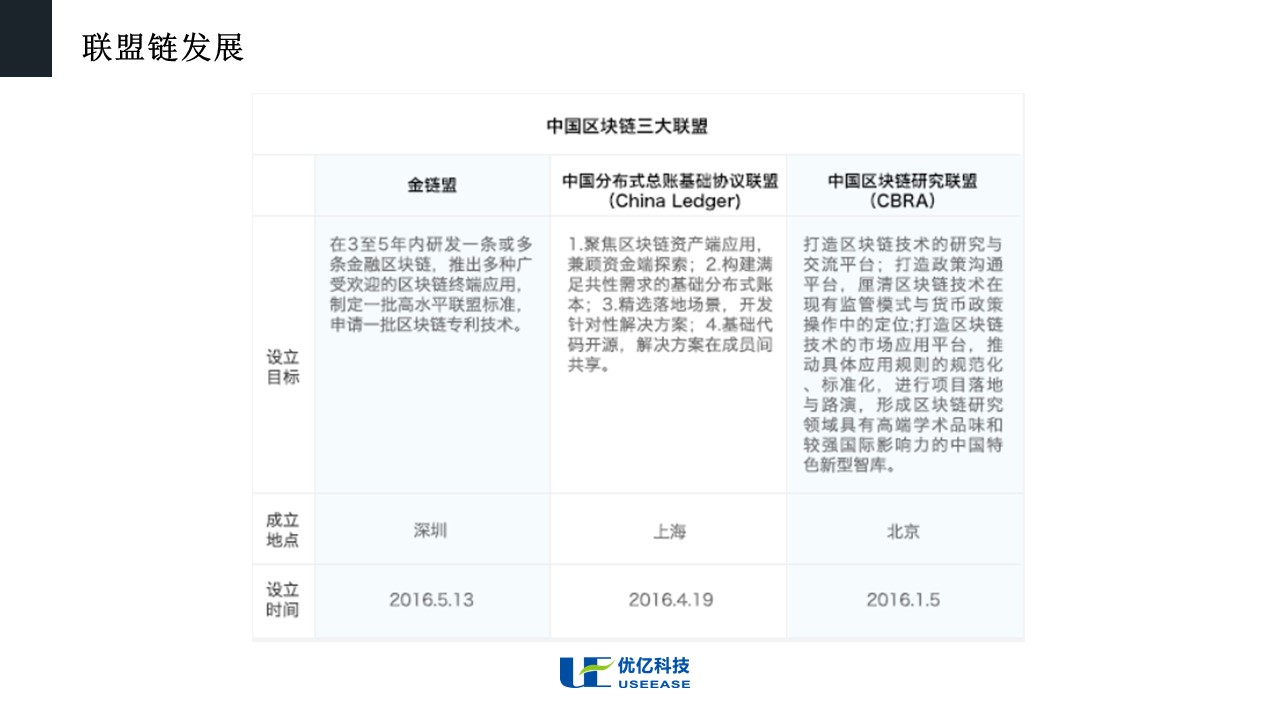 联盟链发展
中国区块链三大联盟
金链盟
中国分布式总账基础协议联盟
（China Ledger)
中国区块链研究联盟
（CBRA）
设立
目标
在3至5年内研发一条或多
条金融区块链，推出多种广
受欢迎的区块链终端应用，
制定一批高水平联盟标准，
申请一批区块链专利技术。
1.聚焦区块链资产端应用，
兼顾资金端探索；2.构建满
足共性需求的基础分布式账
本；3.精选落地场景，开发
针对性解决方案；4.基础代
码开源，解决方案在成员间
共享。
打造区块链技术的研究与
交流平台；打造政策沟通
平台，厘清区块链技术在
现有监管模式与货币政策
操作中的定位;打造区块链
技术的市场应用平台，推
动具体应用规则的规范化
、标准化，进行项目落地
与路演，形成区块链研究
领域具有高端学术品味和
较强国际影响力的中国特
色新型智库。
成立
地点
深圳
上海
北京
设立
时间
2016.5.13
2016.4.19
2016.1.5
优亿科技
USEEASE